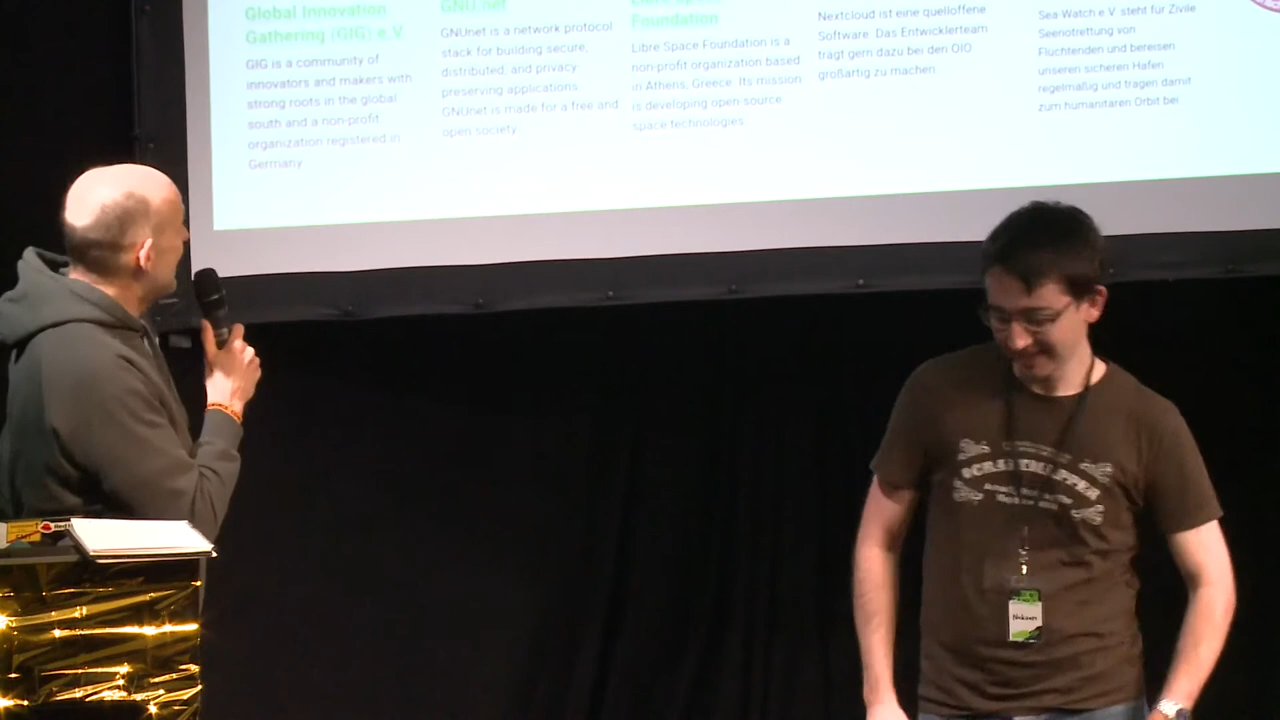 Global Innovation
Gathering (GIG) e.V.
GIG is a community of
innovators and makers with
strong roots in the global
south and a non-profit
organization registered in
Germany
GNUnet
GNUnet is a network protocol
stack for building secure,
distributed, and privacy-
preserving applications.
GNUnet is made for a free and
open society.
Libre Space
Foundation
Libre Space Foundation is a
non-profit organization based
in Athens, Greece. Its mission
is developing open source
space technologies.
Nextcloud ist eine quelloffene
Software. Das Entwicklerteam
trägt gern dazu bei den OIO
großartig zu machen
Sea-Watch e.V. steht für Zivile
Seenotrettung von
Flüchtenden und bereisen
unseren sicheren Hafen
regelmäßig und tragen damit
zum humanitären Orbit bei